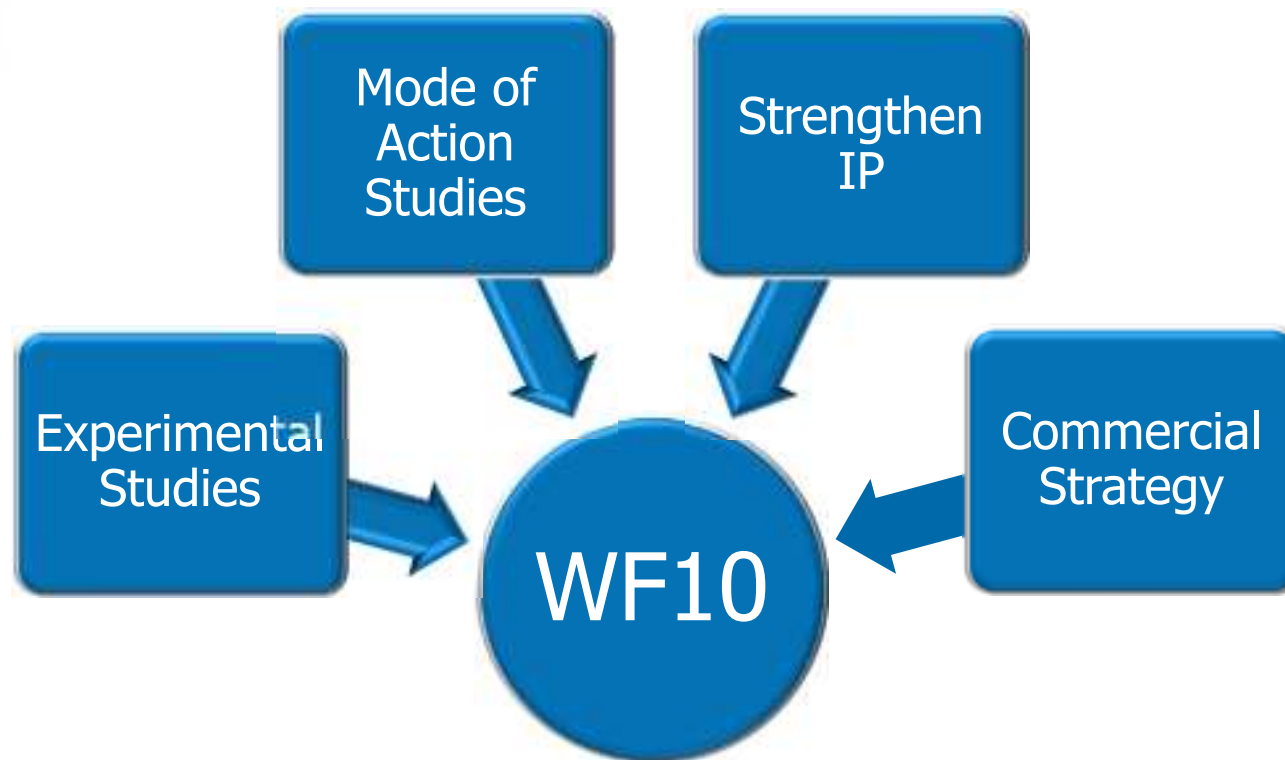 Mode of
Action
Studies
Strengthen
IP
Experimental
Studies
Commercial
Strategy
WF10